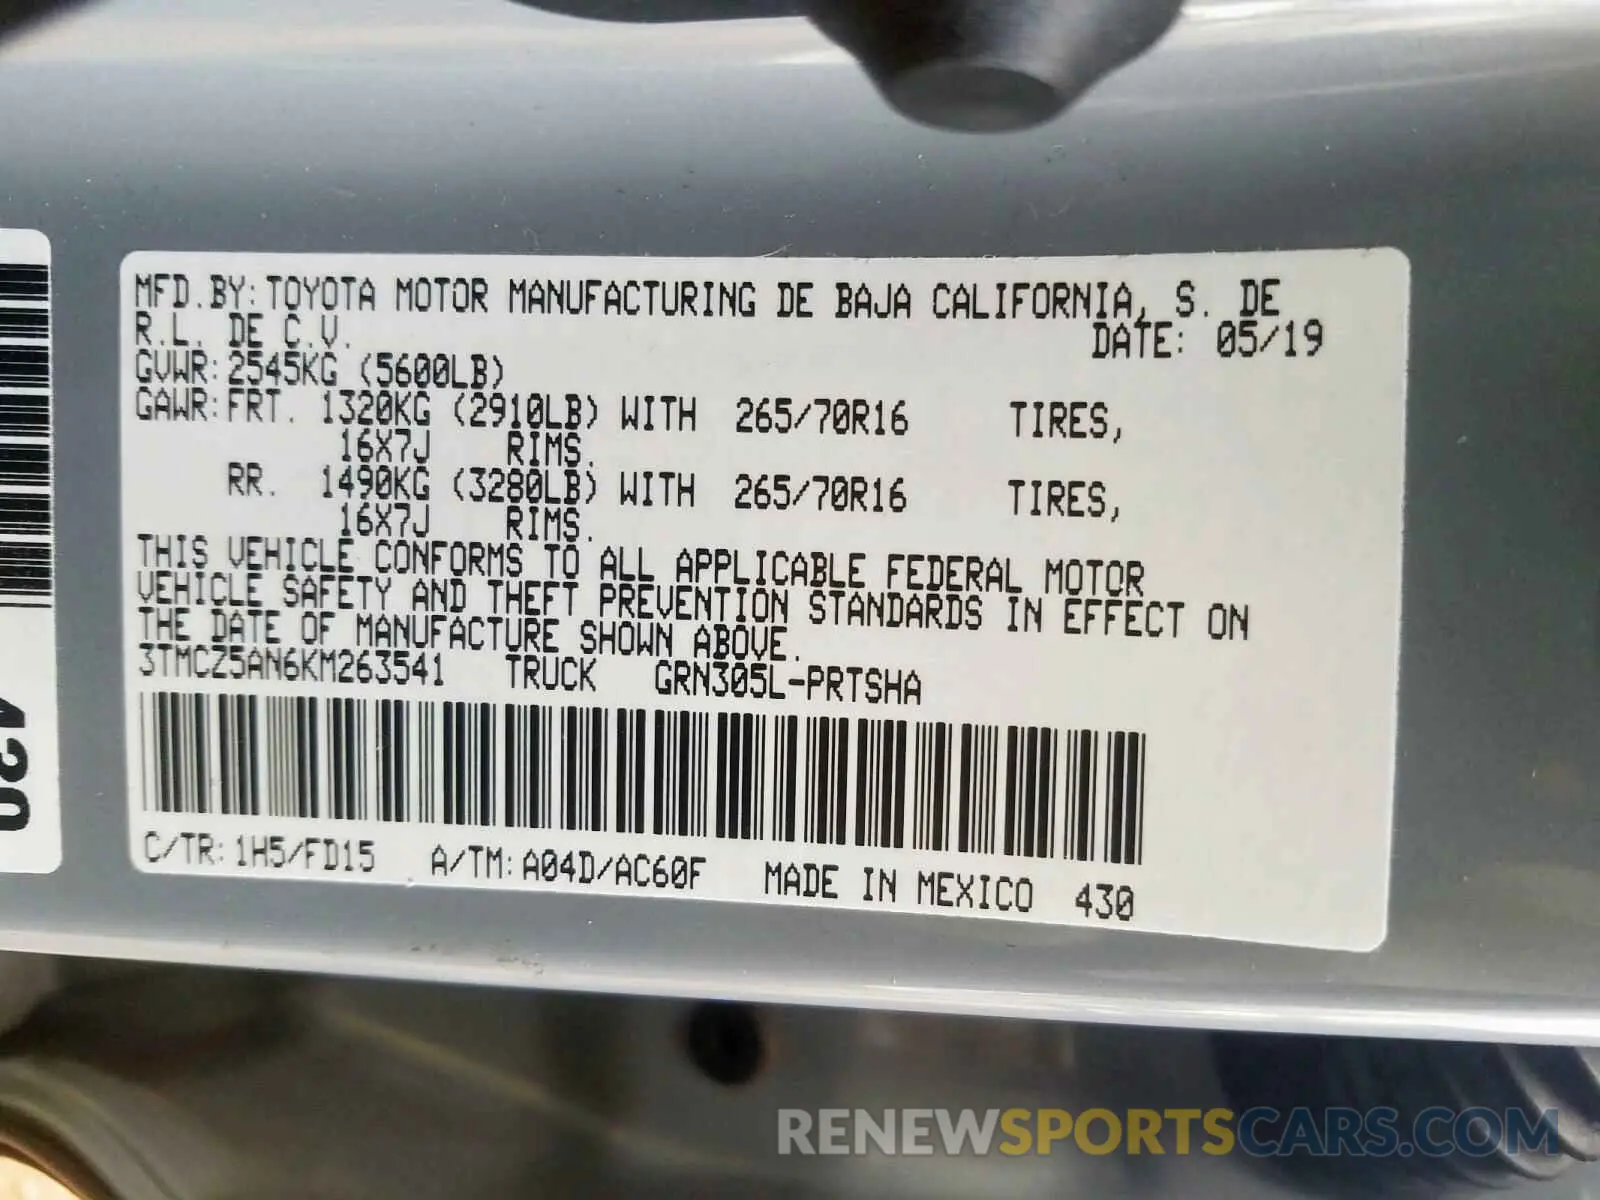 MFD.BY:TOYOTA MOTOR MANUFACTURING DE BAJA CALIFORNIA, S. DE
R.L. DE C.V. DATE: 05/19
GVWR:2545KG (5600LB)
GAWR:FRT. 1320KG (2910LB) WITH 265/70R16 TIRES,
16X7J RIMS.
RR. 1490KG (3280LB) WITH 265/70R16 TIRES,
16X7J RIMS.
THIS VEHICLE CONFORMS TO ALL APPLICABLE FEDERAL MOTOR
VEHICLE SAFETY AND THEFT PREVENTION STANDARDS IN EFFECT ON
THE DATE OF MANUFACTURE SHOWN ABOVE.
3TMCZ5AN6KM263541 TRUCK GRN305L-PRTSHA
C/TR:1H5/FD15 A/TM:A04D/AC60F MADE IN MEXICO 430
RENEWSPORTSCARS.COM